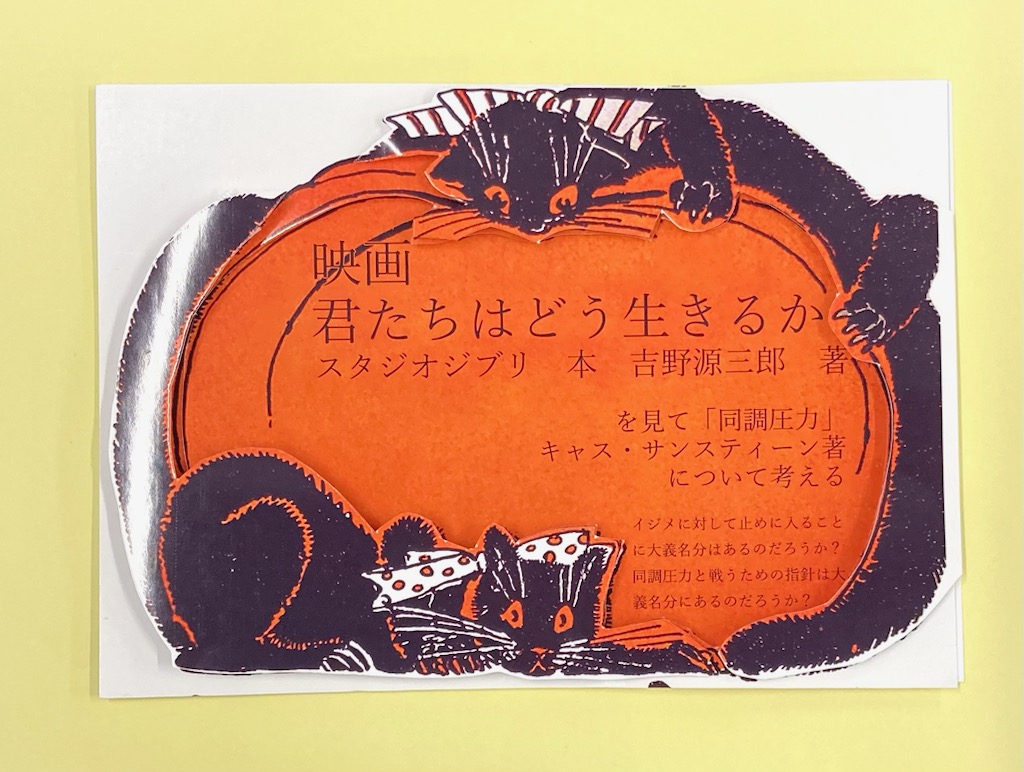 映画
君たちはどう生きるか
スタジオジブリ　本　吉野源三郎　著
を見て「同調圧力」
キャス・サンスティーン著
について考える
イジメに対して止めに入ること
に大義名分はあるのだろうか？
同調圧力と戦うための指針は大
義名分にあるのだろうか？